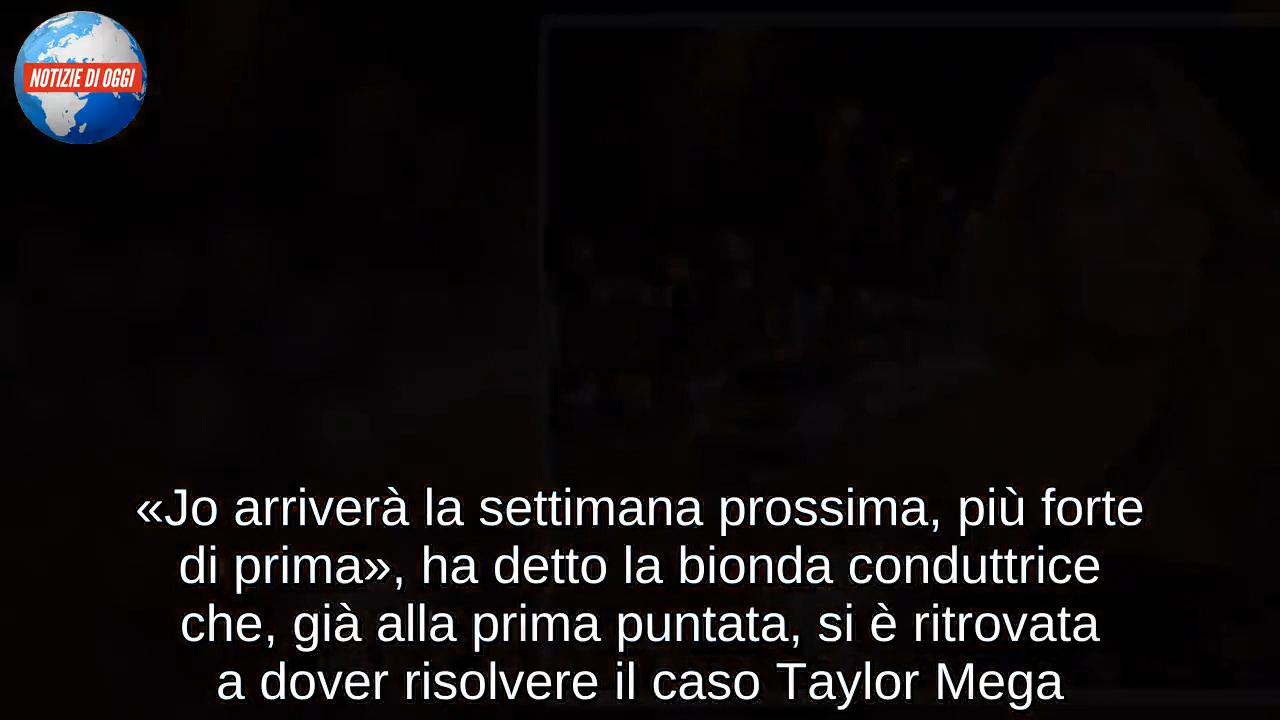 NOTIZIE DI OGGI
«Jo arriverà la settimana prossima, più forte
di prima», ha detto la bionda conduttrice
che, già alla prima puntata, si è ritrovata
a dover risolvere il caso Taylor Mega